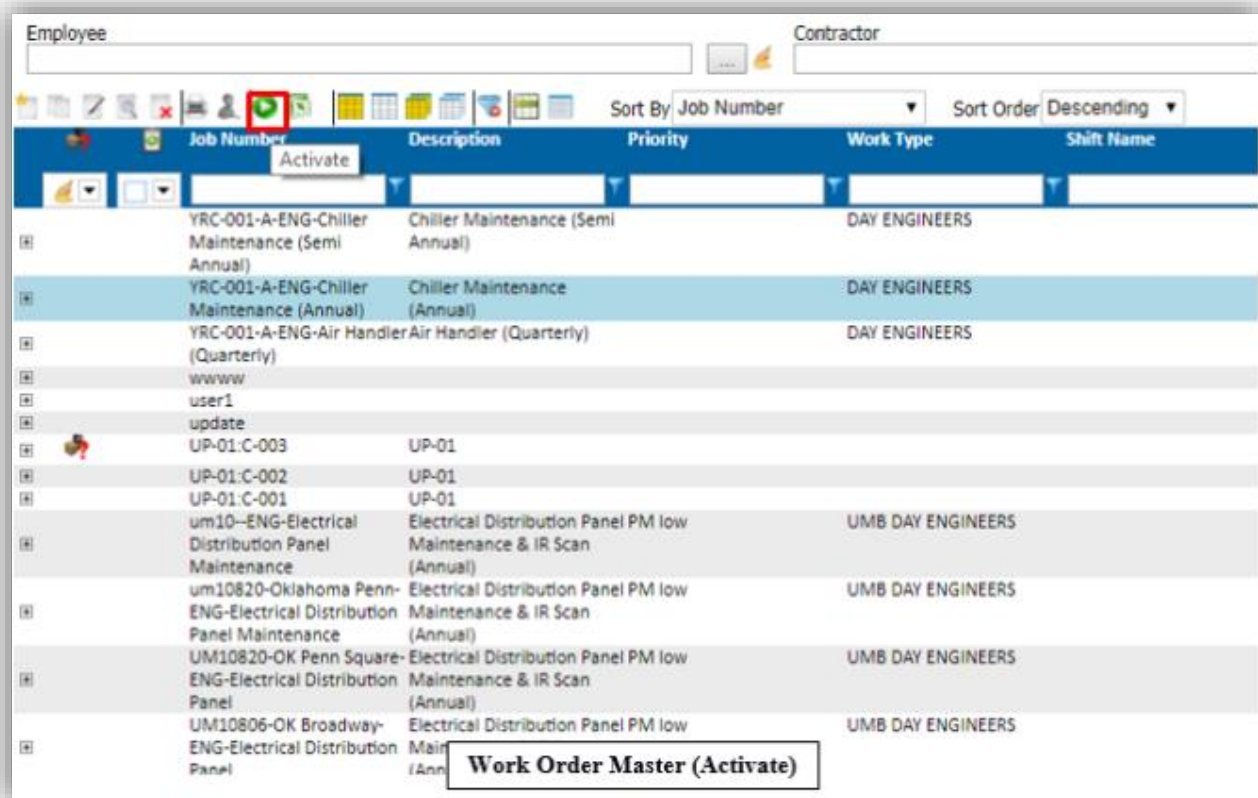 Employee
Contractor
...
Sort By Job Number
Sort Order Descending
Job Number
Description
Priority
Work Type
Shift Name
Activate
YRC-001-A-ENG-Chiller Chiller Maintenance (Semi DAY ENGINEERS
Maintenance (Semi Annual)
Annual)
YRC-001-A-ENG-Chiller Chiller Maintenance DAY ENGINEERS
Maintenance (Annual) (Annual)
YRC-001-A-ENG-Air Handler Air Handler (Quarterly) DAY ENGINEERS
(Quarterly)
wwww
user1
update
UP-01:C-003 UP-01
UP-01:C-002 UP-01
UP-01:C-001 UP-01
um10--ENG-Electrical Electrical Distribution Panel PM low UMB DAY ENGINEERS
Distribution Panel Maintenance & IR Scan
Maintenance (Annual)
um10820-Oklahoma Penn- Electrical Distribution Panel PM low UMB DAY ENGINEERS
ENG-Electrical Distribution Maintenance & IR Scan
Panel Maintenance (Annual)
UM10820-OK Penn Square- Electrical Distribution Panel PM low UMB DAY ENGINEERS
ENG-Electrical Distribution Maintenance & IR Scan
Panel (Annual)
UM10806-OK Broadway- Electrical Distribution Panel PM low UMB DAY ENGINEERS
ENG-Electrical Distribution Main
Panel (Ann
Work Order Master (Activate)